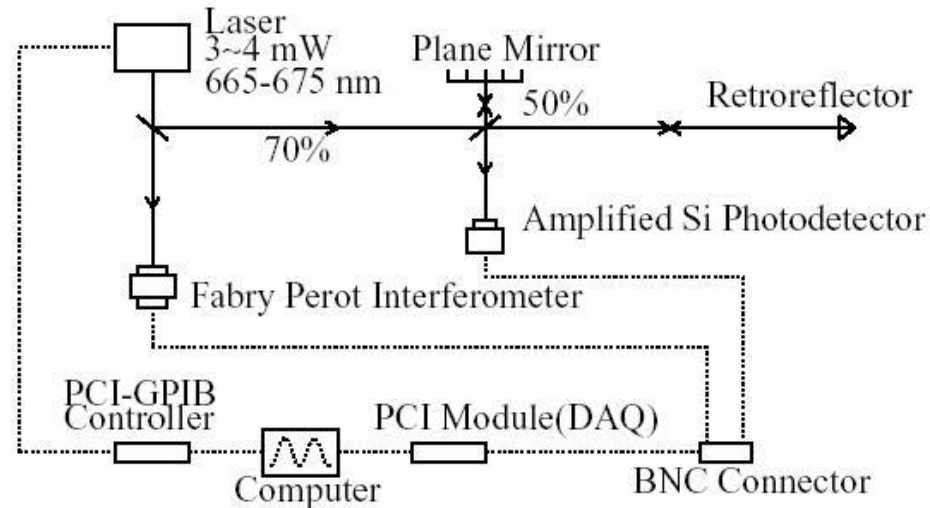 Laser
3~4 mW
665-675 nm
Plane Mirror
50%
Retroreflector
70%
Amplified Si Photodetector
Fabry Perot Interferometer
PCI-GPIB
Controller
PCI Module(DAQ)
Computer
BNC Connector